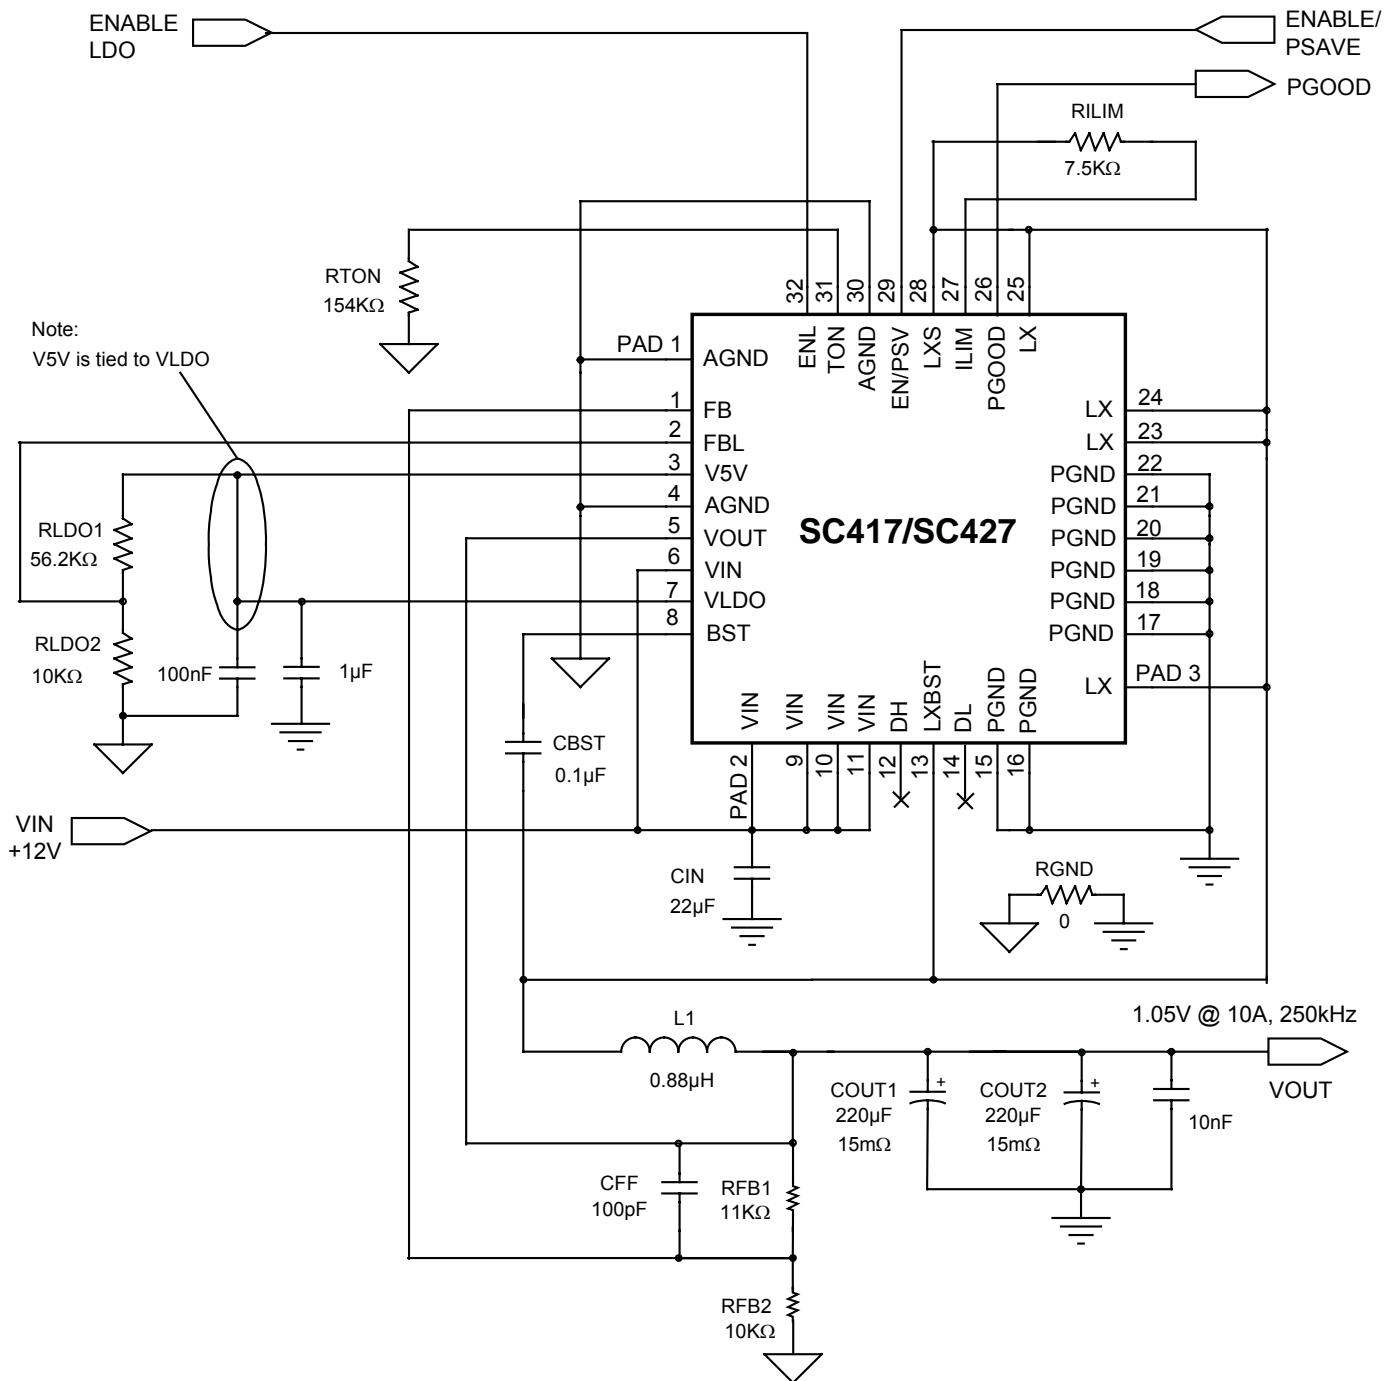 ENABLE
LDO
ENABLE/
PSAVE
PGOOD
RILIM
7.5KΩ
RTON
154KΩ
Note:
V5V is tied to VLDO
32
31
30
29
28
27
26
25
ENL
TON
AGND
EN/PSV
LXS
ILIM
PGOOD
LX
PAD 1
AGND
1
FB
2
FBL
3
V5V
4
AGND
5
VOUT
6
VIN
7
VLDO
8
BST
SC417/SC427
LX
24
LX
23
PGND
22
PGND
21
PGND
20
PGND
19
PGND
18
PGND
17
LX
PAD 3
RLDO1
56.2KΩ
RLDO2
10KΩ
100nF
1µF
VIN
VIN
VIN
VIN
DH
LXBST
DL
PGND
PGND
PAD 2
9
10
11
12
13
14
15
16
CBST
0.1µF
VIN
+12V
CIN
22µF
RGND
0
L1
0.88µH
1.05V @ 10A, 250kHz
VOUT
COUT1
+
220µF
15mΩ
COUT2
+
220µF
15mΩ
10nF
CFF
100pF
RFB1
11KΩ
RFB2
10KΩ